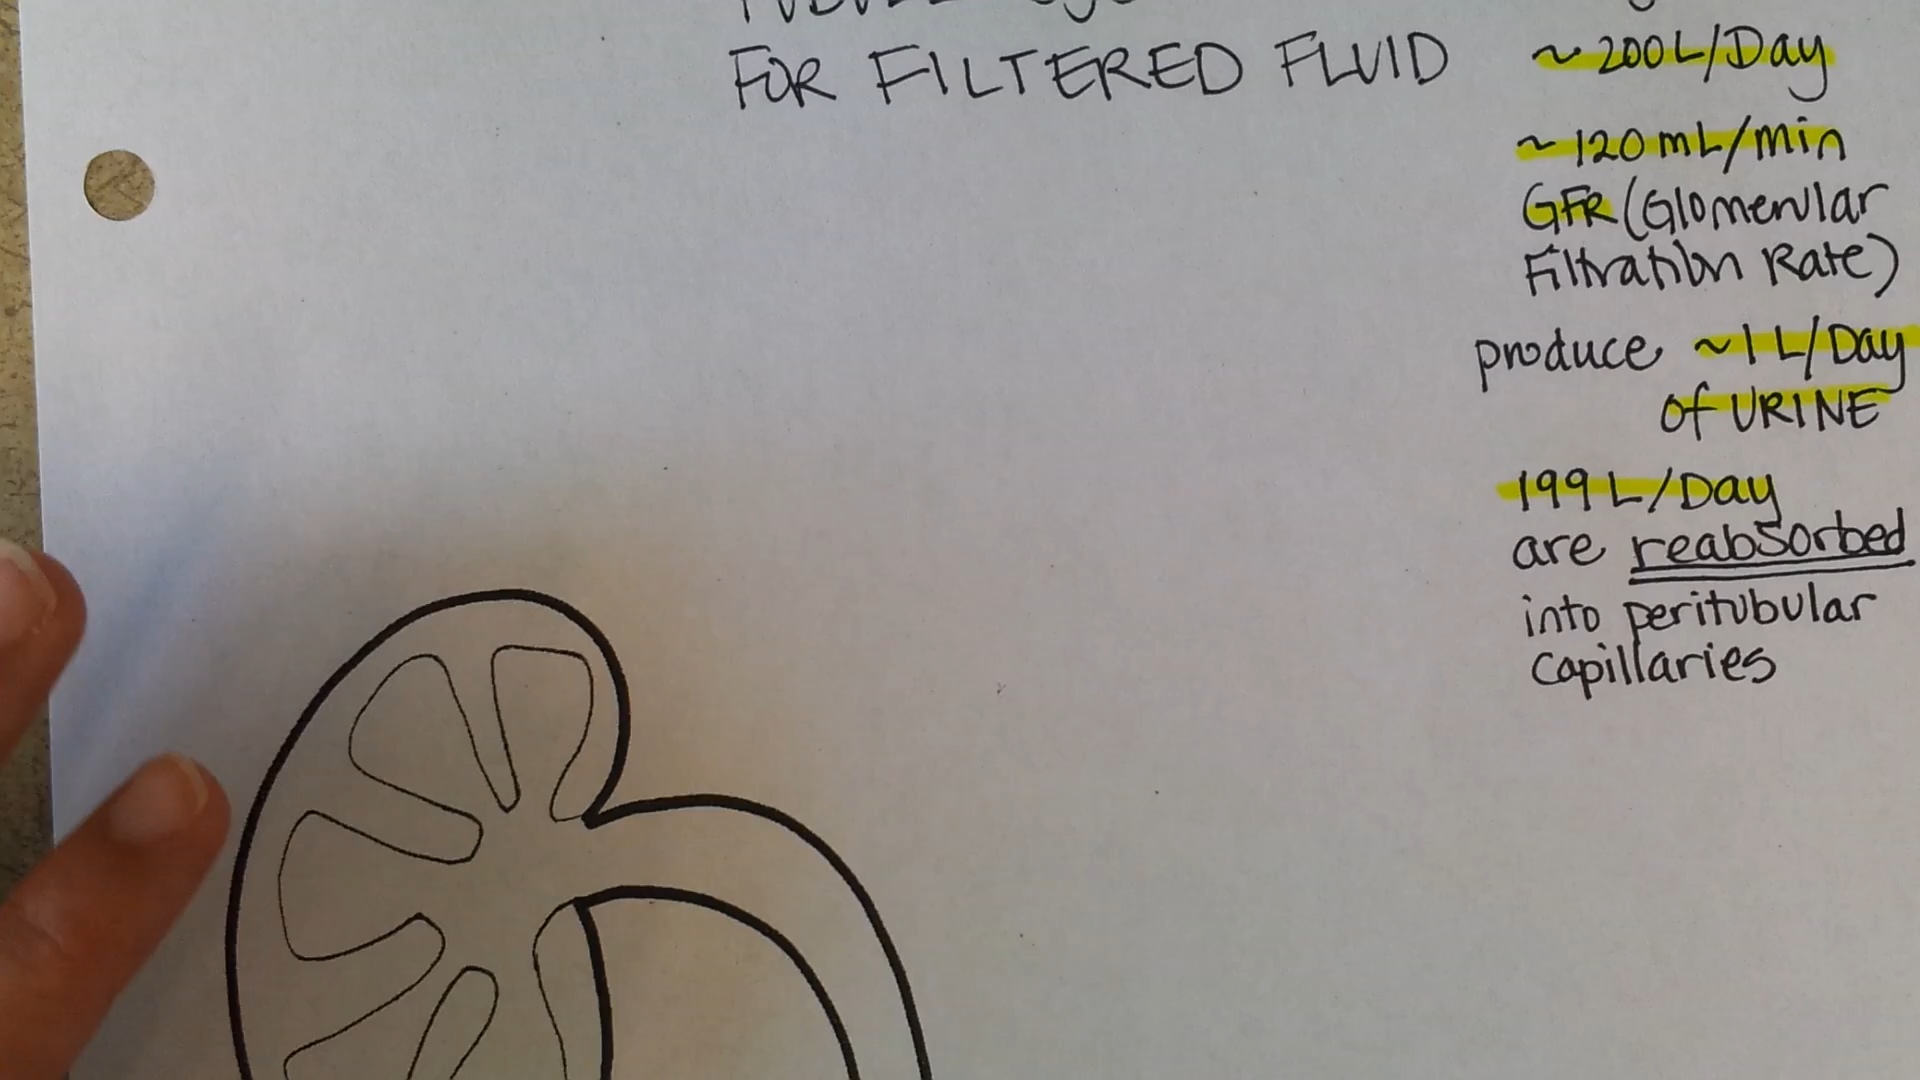 FOR FILTERED FLUID
~ 200L/Day
~ 120mL/min
GFR (Glomerular
Filtration Rate)
produce ~1 L/Day
of URINE
199 L/Day
are reabsorbed
into peritubular
capillaries